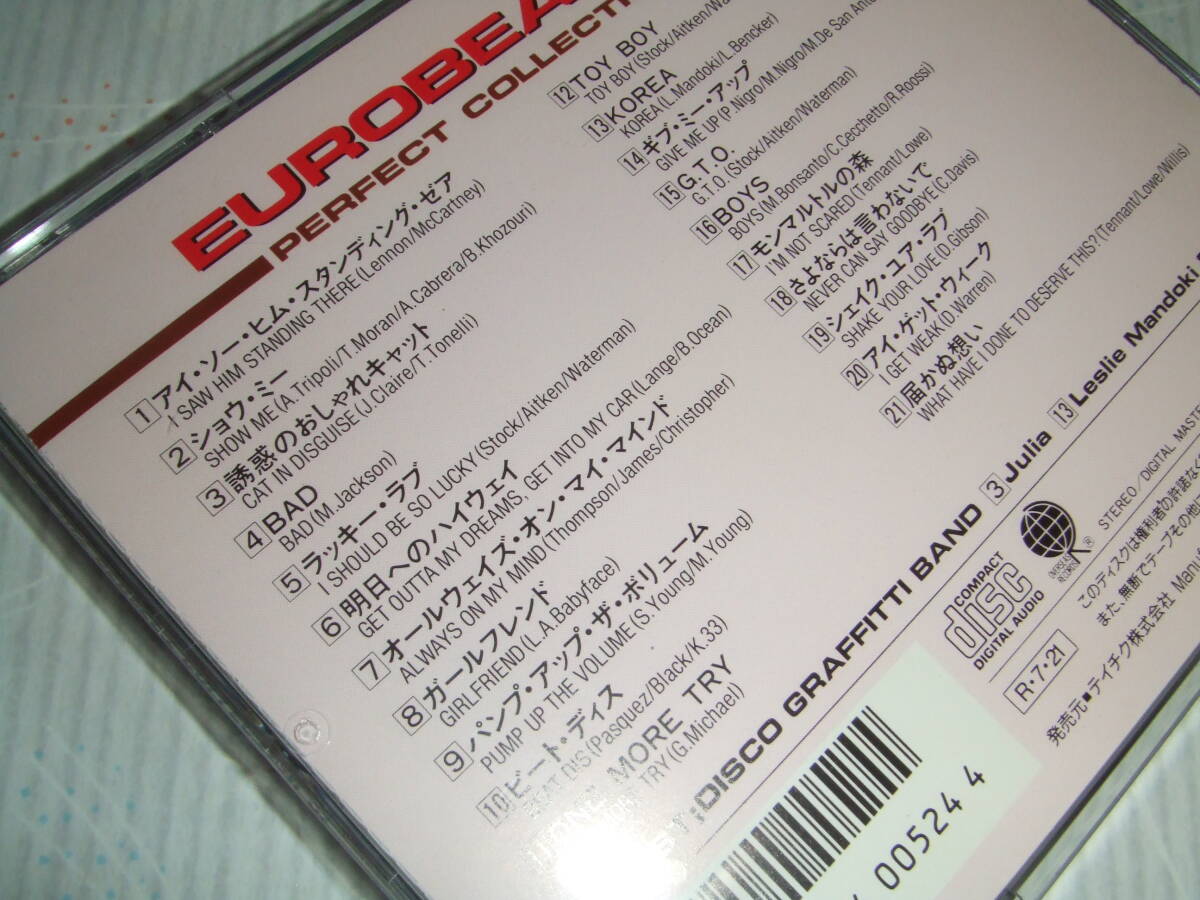 EUROBEA
PERFECT COLLECTI
1 アイ・ソー・ヒム・スタンディング・ゼア
I SAW HIM STANDING THERE (Lennon/McCartney)
2 ショウ・ミー
SHOW ME (A.Tripoli/T.Moran/A.Cabrera/B.Khozouri)
3 誘惑のおしゃれキャット
CAT IN DISGUISE (J.Claire/T.Tonelli)
4 BAD
BAD (M.Jackson)
5 ラッキー・ラブ
I SHOULD BE SO LUCKY (Stock/Aitken/Waterman)
6 明日へのハイウェイ
GET OUTTA MY DREAMS, GET INTO MY CAR (Lange/B.Ocean)
7 オールウェイズ・オン・マイ・マインド
ALWAYS ON MY MIND (Thompson/James/Christopher)
8 ガールフレンド
GIRLFRIEND (L.A.Babyface)
9 パンプ・アップ・ザ・ボリューム
PUMP UP THE VOLUME (S.Young/M.Young)
10 ビート・ディス
DIS (Pasquez/Black/K.33)
MORE TRY
TRY (G.Michael)
12 TOY BOY
TOY BOY (Stock/Aitken/Wa
13 KOREA
KOREA (L.Mandoki/L.Bencker)
14 ギブ・ミー・アップ
GIVE ME UP (P.Nigro/M.Nigro/M.De San Anto
15 G.T.O.
G.T.O. (Stock/Aitken/Waterman)
16 BOYS
BOYS (M.Bonsanto/C.Cecchetto/R.Roossi)
17 モンマルトルの森
I'M NOT SCARED (Tennant/Lowe)
18 さよならは言わないで
NEVER CAN SAY GOODBYE (C.Davis)
19 シェイク・ユア・ラブ
SHAKE YOUR LOVE (D.Gibson)
20 アイ・ゲット・ウィーク
I GET WEAK (D.Warren)
21 届かぬ想い
WHAT HAVE I DONE TO DESERVE THIS? (Tennant/Lowe/Willis)
:DISCO GRAFFITTI BAND 3 Julia 13 Leslie Mandoki
COMPACT
disc
DIGITAL AUDIO
OVERSEAS
RECORDS
®
STEREO/DIGITAL MAST
このディスクは権利者の許諾なく
また、無断でテープその他
R・7・21
発売元■テイチク株式会社 Manu
005244